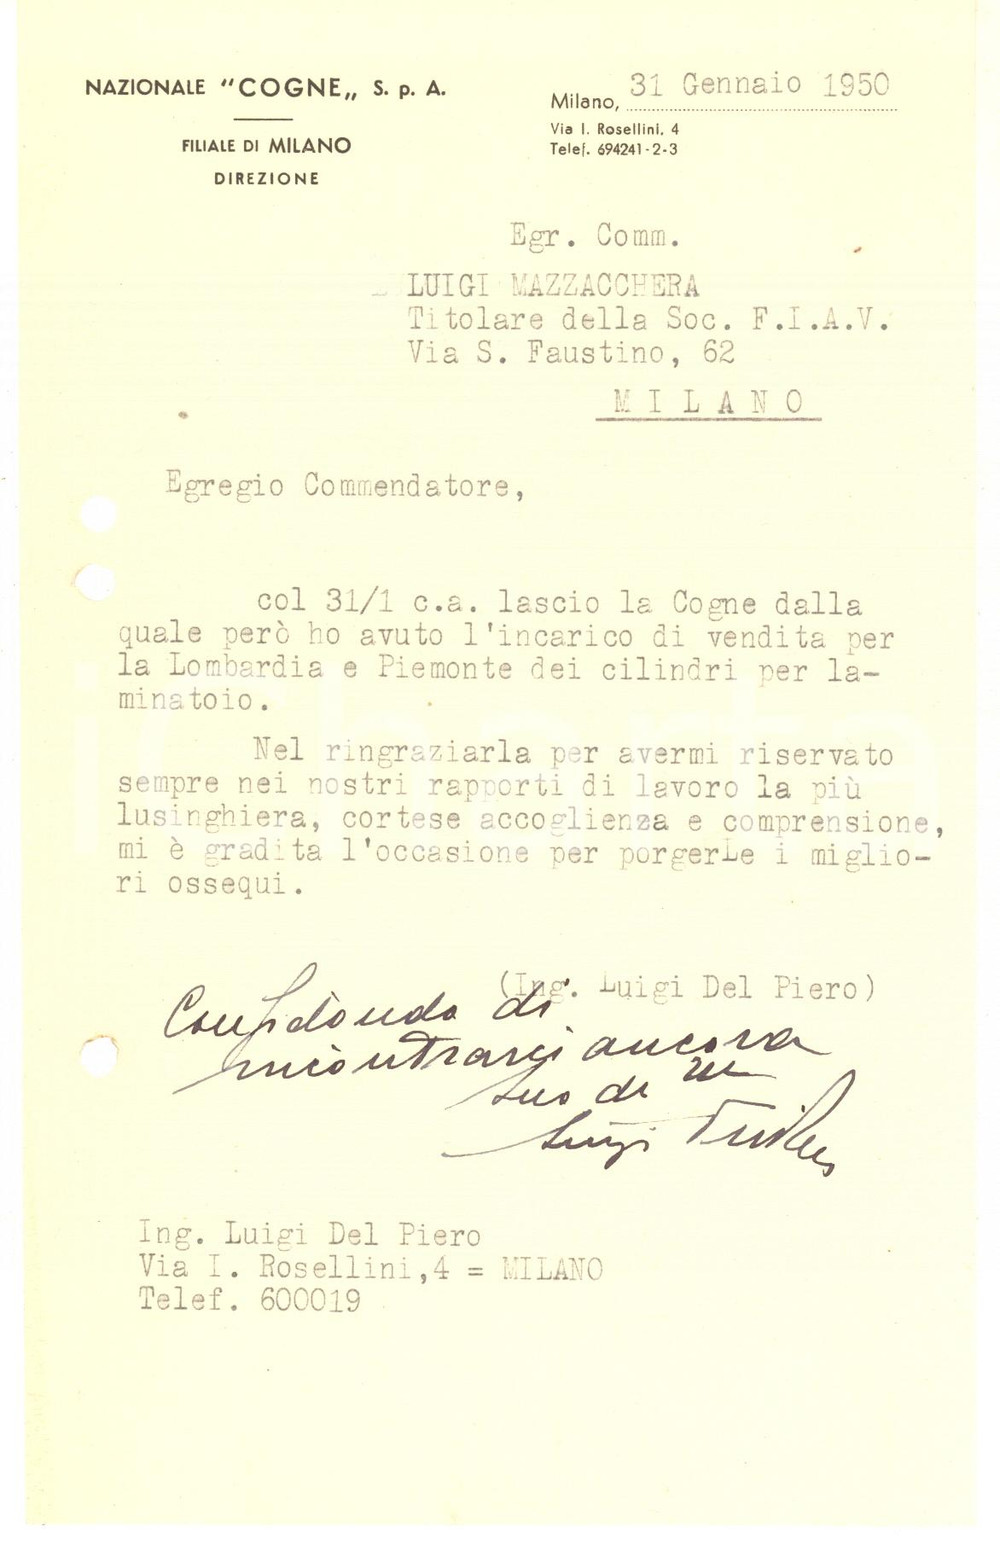 NAZIONALE "COGNE„ S. p. A.
FILIALE DI MILANO
DIREZIONE
Milano, 31 Gennaio 1950
Via I. Rosellini, 4
Telef. 694241-2-3
Egr. Comm.
LUIGI MAZZACCHERA
Titolare della Soc. F.I.A.V.
Via S. Faustino, 62
MILANO
Egregio Commendatore,
col 31/1 c.a. lascio la Cogne dalla
quale però ho avuto l'incarico di vendita per
la Lombardia e Piemonte dei cilindri per la-
minatoio.
Nel ringraziarla per avermi riservato
sempre nei nostri rapporti di lavoro la più
lusinghiera, cortese accoglienza e comprensione,
mi è gradita l'occasione per porgerLe i miglio-
ri ossequi.
(Ing. Luigi Del Piero)
Confidando di
incontrarci ancora
suo
Luigi
Ing. Luigi Del Piero
Via I. Rosellini,4 = MILANO
Telef. 600019